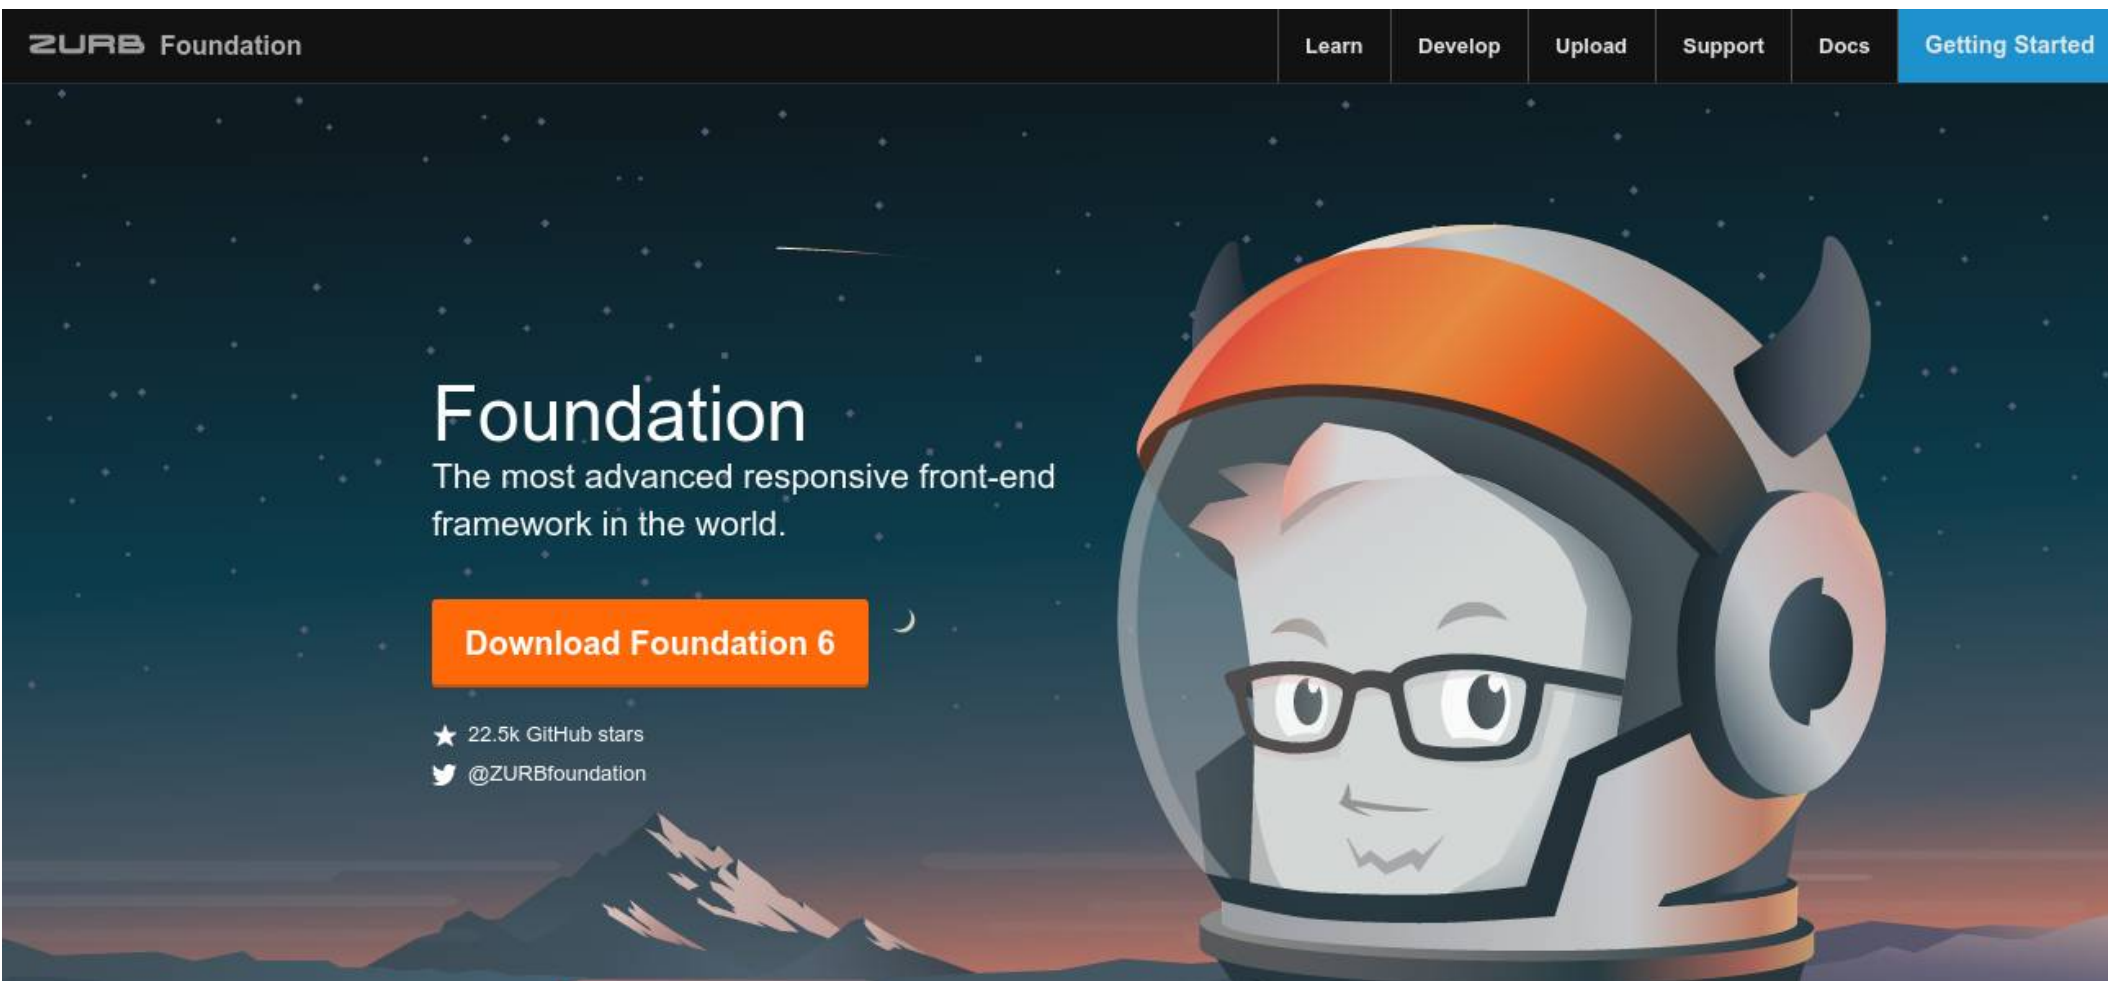 ZURB Foundation
Learn
Develop
Upload
Support
Docs
Getting Started
Foundation
The most advanced responsive front-end
framework in the world.
Download Foundation 6
22.5k GitHub stars
@ZURBfoundation